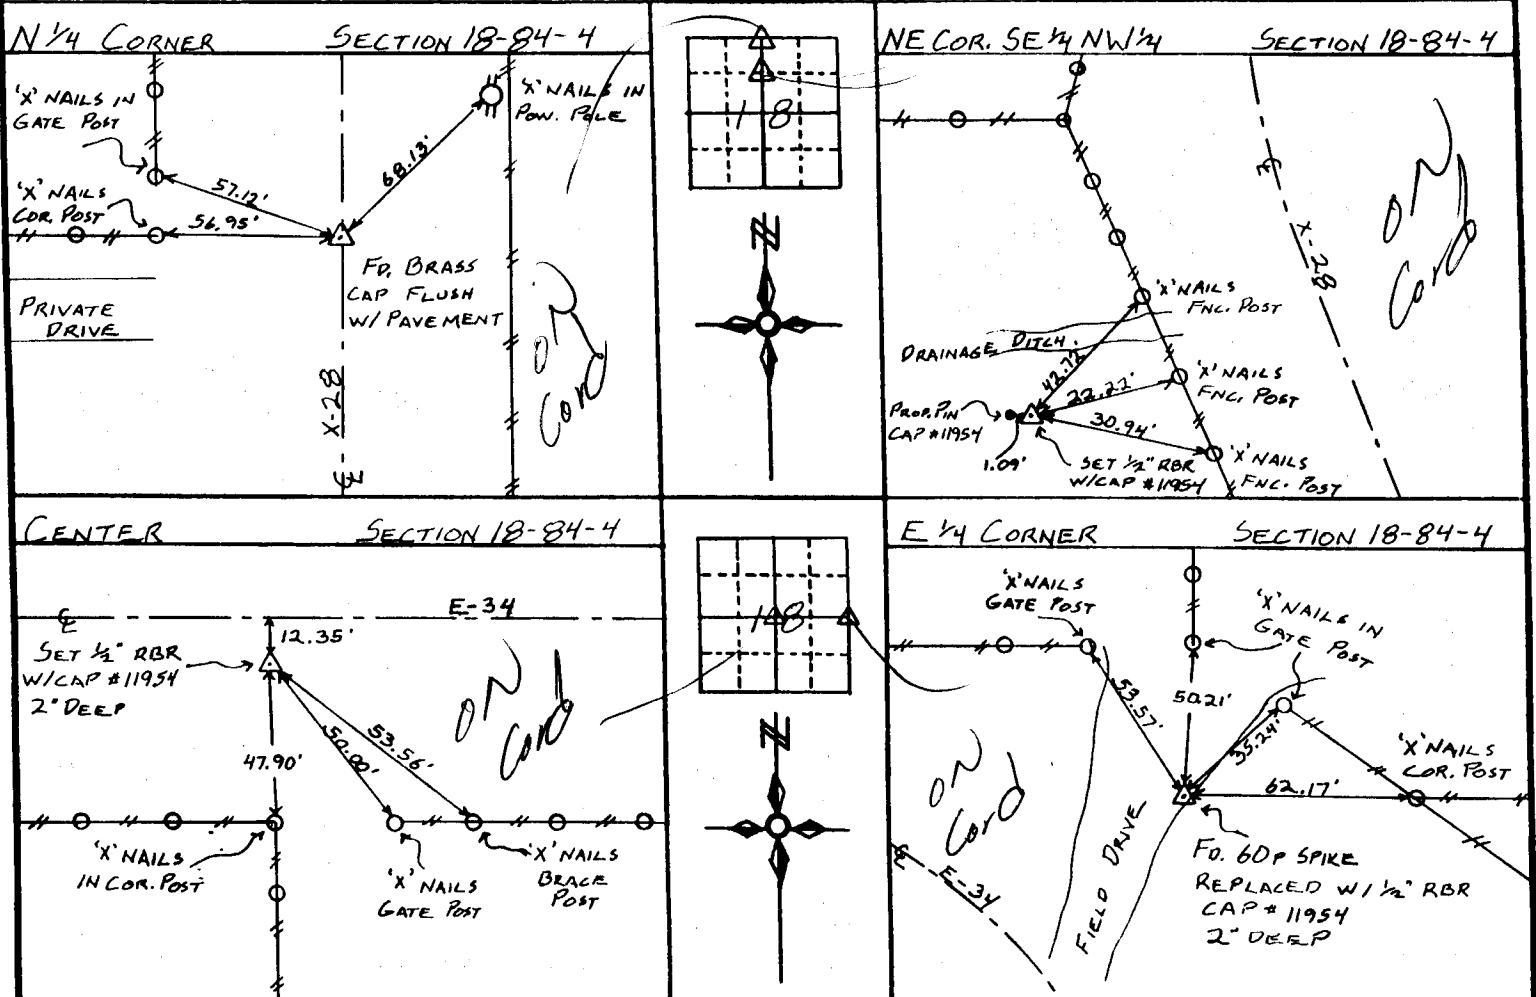 N 1/4 CORNER SECTION 18-84-4
'X' NAILS IN
GATE POST
'X' NAILS IN
POW. POLE
68.13'
57.12'
'X' NAILS
COR. POST
56.95'
FD. BRASS
CAP FLUSH
W/ PAVEMENT
PRIVATE
DRIVE
X-28
℄
ON
Card
18
N
NE COR. SE 1/4 NW 1/4 SECTION 18-84-4
℄
X-28
ON
Card
'X' NAILS
FNC. POST
DRAINAGE DITCH
42.72'
22.22'
'X' NAILS
FNC. POST
PROP. PIN
CAP #11954
30.94'
1.09'
SET 1/2" RBR
W/CAP #11954
'X' NAILS
FNC. POST
CENTER SECTION 18-84-4
℄
E-34
12.35'
SET 1/2" RBR
W/CAP #11954
2" DEEP
47.90'
50.90'
53.56'
ON
Card
'X' NAILS
IN COR. POST
'X' NAILS
GATE POST
'X' NAILS
BRACE
POST
18
N
E 1/4 CORNER SECTION 18-84-4
'X' NAILS
GATE POST
'X' NAILS IN
GATE POST
53.57'
50.21'
35.24'
'X' NAILS
COR. POST
62.17'
ON
Card
℄
E-34
FIELD DRIVE
FD. 60P SPIKE
REPLACED W/ 1/2" RBR
CAP # 11954
2" DEEP